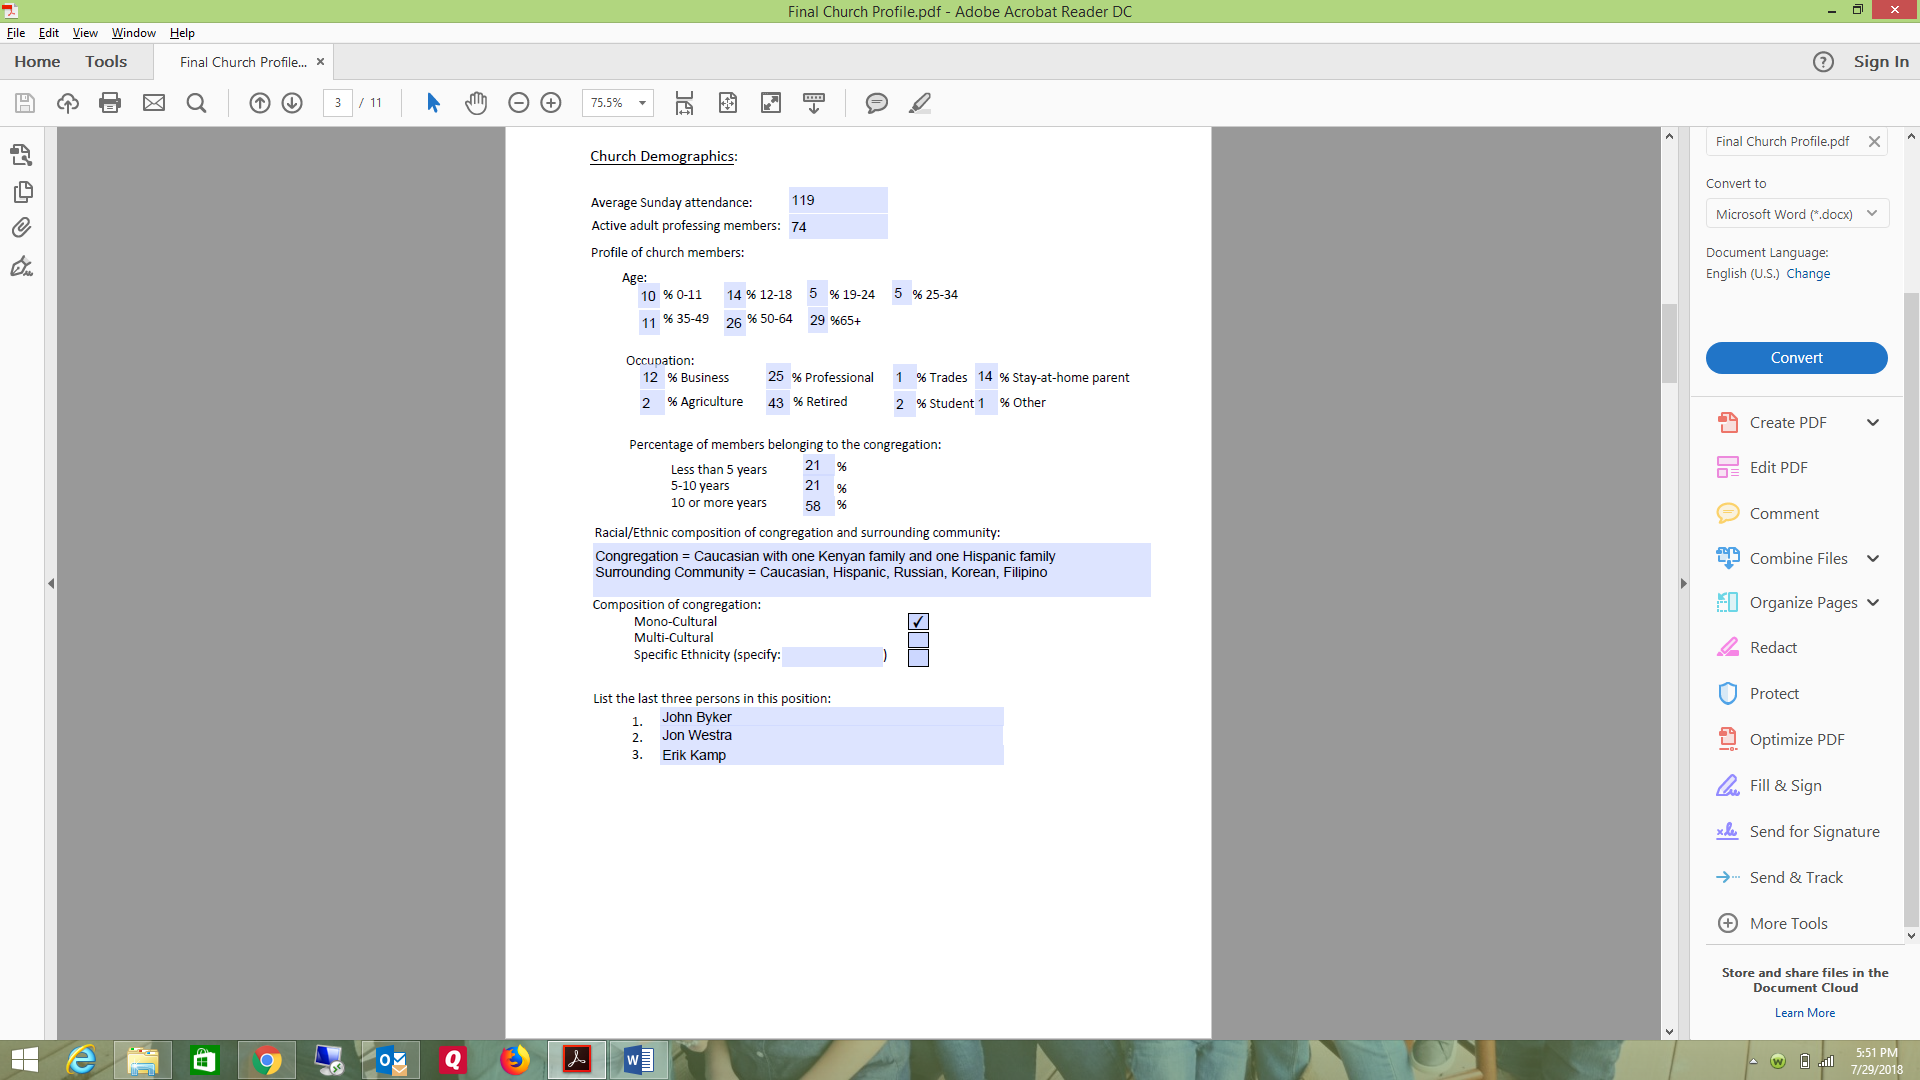 Final Church Profile.pdf - Adobe Acrobat Reader DC
File Edit View Window Help
Home Tools Final Church Profile... × ? Sign In
3 / 11 75.5%
Final Church Profile.pdf
Convert to
Microsoft Word (*.docx)
Document Language:
English (U.S.) Change
Convert
Create PDF
Edit PDF
Comment
Combine Files
Organize Pages
Redact
Protect
Optimize PDF
Fill & Sign
Send for Signature
Send & Track
More Tools
Store and share files in the
Document Cloud
Learn More
Church Demographics:
Average Sunday attendance: 119
Active adult professing members: 74
Profile of church members:
Age:
10 % 0-11 14 % 12-18 5 % 19-24 5 % 25-34
11 % 35-49 26 % 50-64 29 %65+
Occupation:
12 % Business 25 % Professional 1 % Trades 14 % Stay-at-home parent
2 % Agriculture 43 % Retired 2 % Student 1 % Other
Percentage of members belonging to the congregation:
Less than 5 years 21 %
5-10 years 21 %
10 or more years 58 %
Racial/Ethnic composition of congregation and surrounding community:
Congregation = Caucasian with one Kenyan family and one Hispanic family
Surrounding Community = Caucasian, Hispanic, Russian, Korean, Filipino
Composition of congregation:
Mono-Cultural ✓
Multi-Cultural
Specific Ethnicity (specify: )
List the last three persons in this position:
1. John Byker
2. Jon Westra
3. Erik Kamp
5:51 PM
7/29/2018